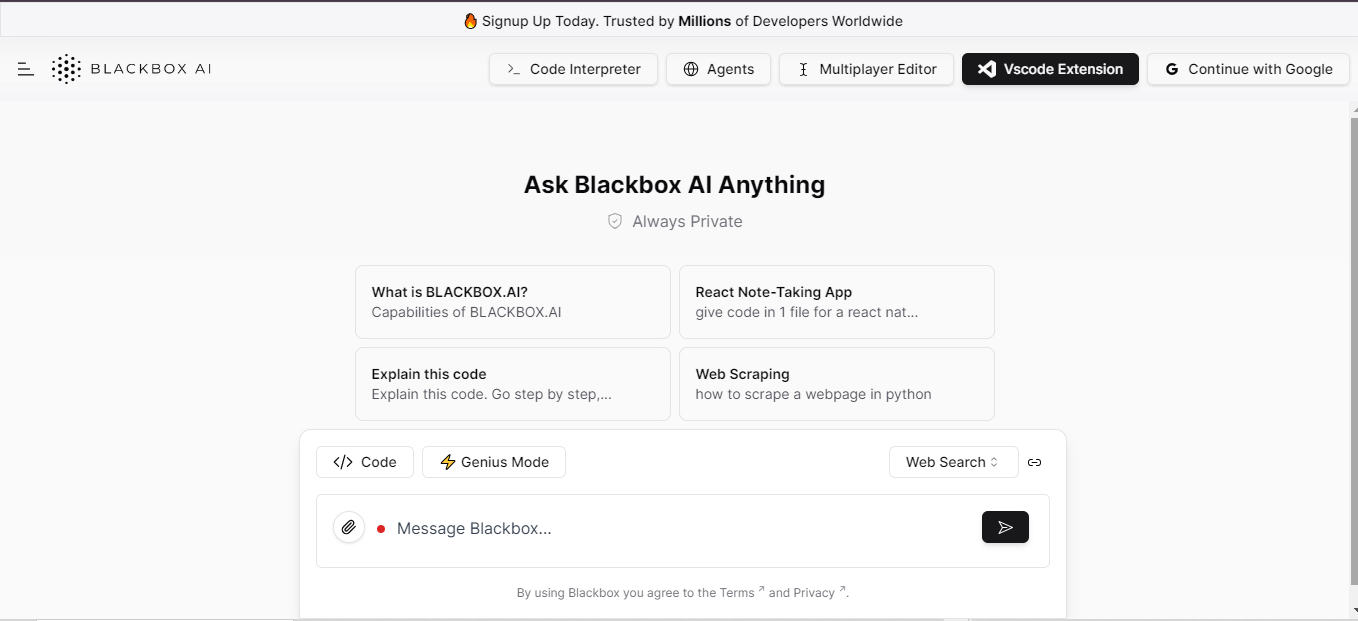 🔥 Signup Up Today. Trusted by Millions of Developers Worldwide
BLACKBOX AI
Code Interpreter
Agents
Multiplayer Editor
Vscode Extension
G Continue with Google
Ask Blackbox AI Anything
Always Private
What is BLACKBOX.AI?
Capabilities of BLACKBOX.AI
React Note-Taking App
give code in 1 file for a react nat...
Explain this code
Explain this code. Go step by step,...
Web Scraping
how to scrape a webpage in python
</> Code
Genius Mode
Web Search
Message Blackbox...
By using Blackbox you agree to the Terms ↗ and Privacy ↗.